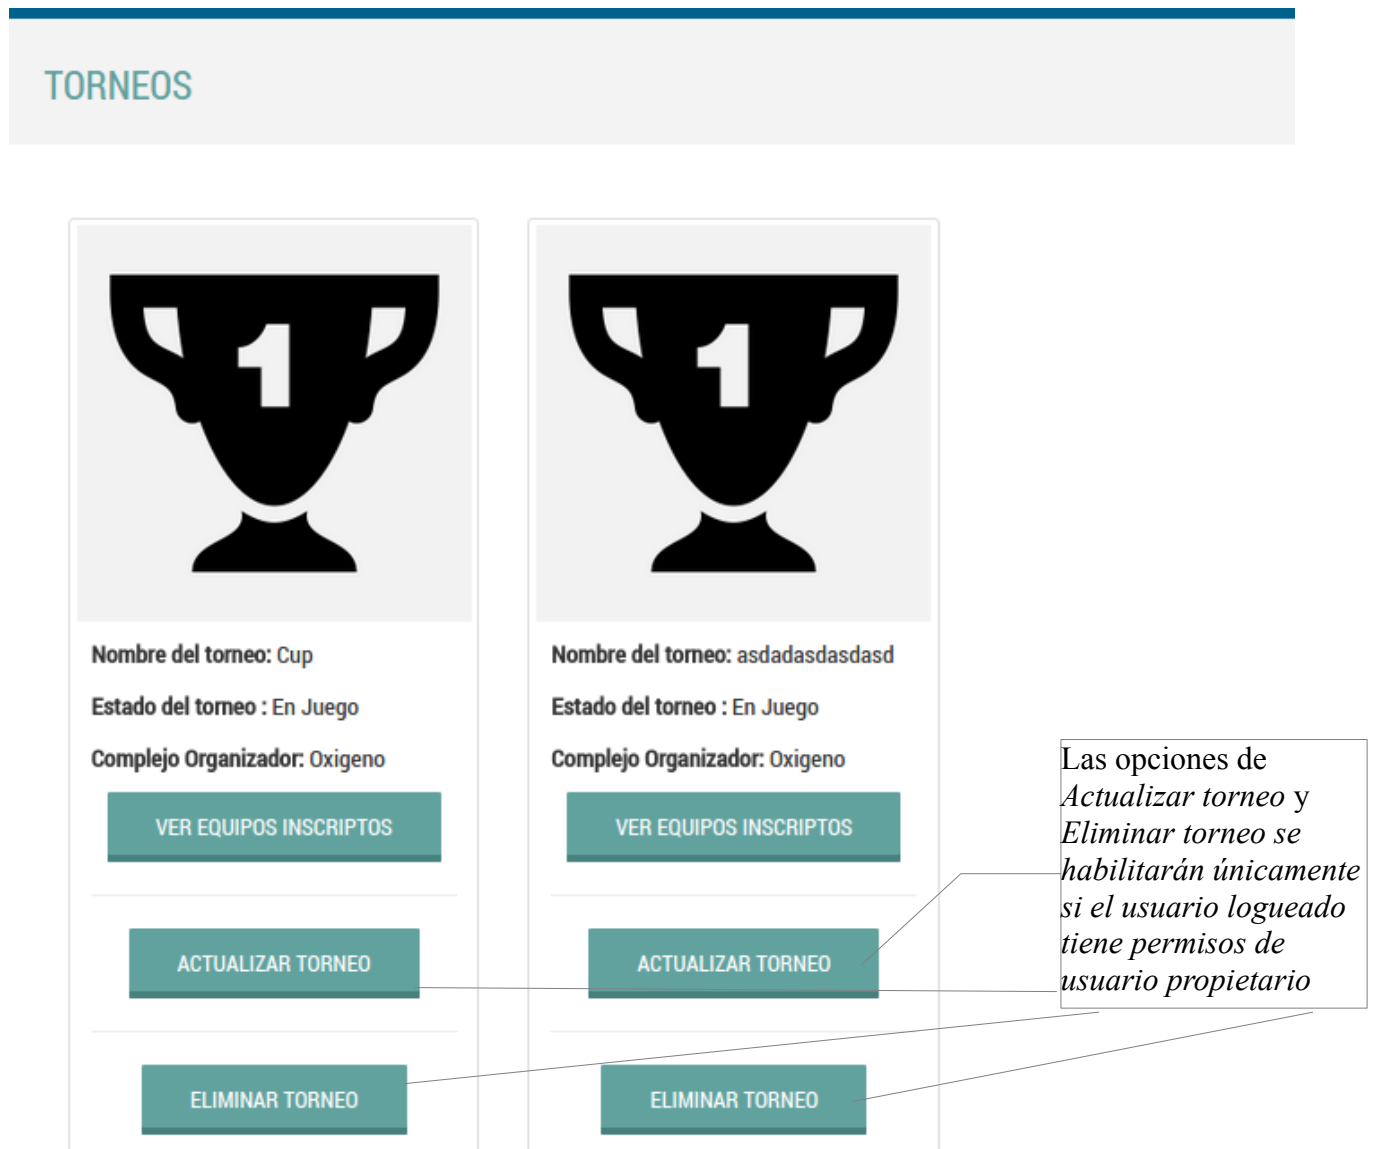 TORNEOS
1
Nombre del torneo: Cup
Estado del torneo : En Juego
Complejo Organizador: Oxigeno
VER EQUIPOS INSCRIPTOS
ACTUALIZAR TORNEO
ELIMINAR TORNEO
1
Nombre del torneo: asdadasdasdasd
Estado del torneo : En Juego
Complejo Organizador: Oxigeno
VER EQUIPOS INSCRIPTOS
ACTUALIZAR TORNEO
ELIMINAR TORNEO
Las opciones de
Actualizar torneo y
Eliminar torneo se
habilitarán únicamente
si el usuario logueado
tiene permisos de
usuario propietario